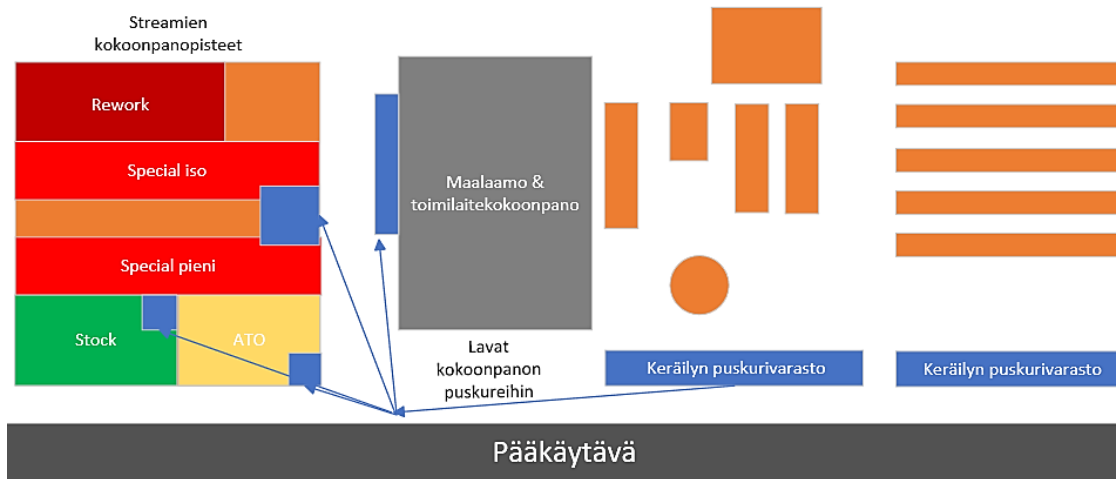 Streamien
kokoonpanopisteet
Rework
Special iso
Special pieni
Stock
ATO
Maalaamo &
toimilaitekokoonpano
Lavat
kokoonpanon
puskureihin
Keräilyn puskurivarasto
Keräilyn puskurivarasto
Pääkäytävä